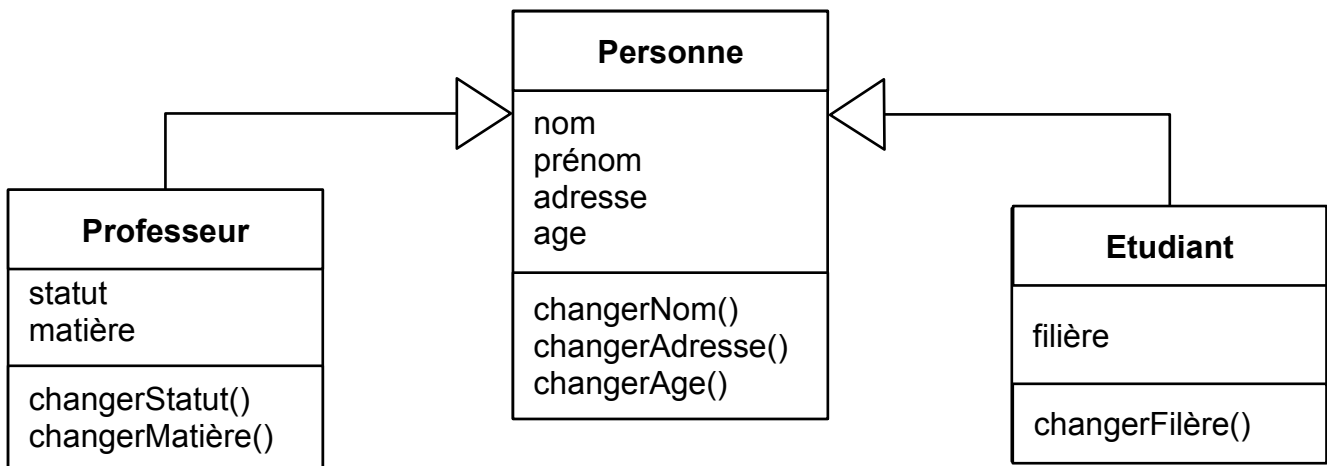 Personne
nom
prénom
adresse
age
changerNom()
changerAdresse()
changerAge()
Professeur
statut
matière
changerStatut()
changerMatière()
Etudiant
filière
changerFilère()